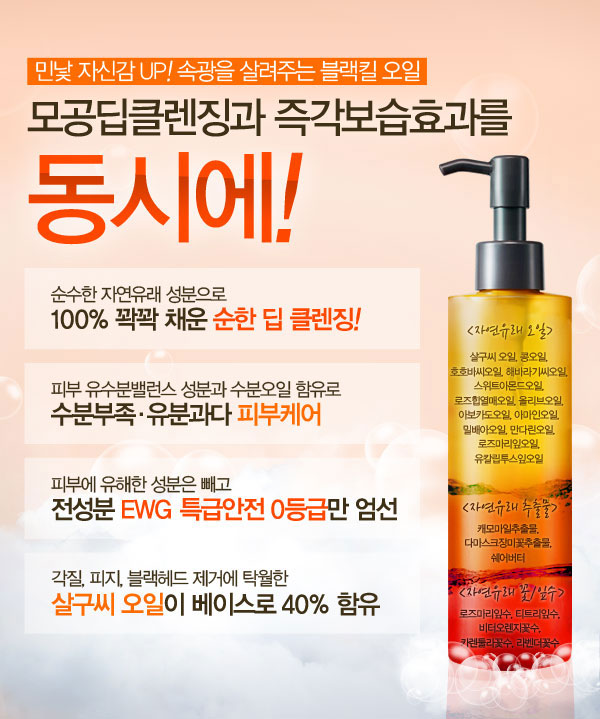 민낯 자신감 UP! 속광을 살려주는 블랙킬 오일
모공딥클렌징과 즉각보습효과를
동시에!
순수한 자연유래 성분으로
100% 꽉꽉 채운 순한 딥 클렌징!
피부 유수분밸런스 성분과 수분오일 함유로
수분부족·유분과다 피부케어
피부에 유해한 성분은 빼고
전성분 EWG 특급안전 0등급만 엄선
각질, 피지, 블랙헤드 제거에 탁월한
살구씨 오일이 베이스로 40% 함유
<자연유래 오일>
살구씨 오일, 콩오일,
호호바씨오일, 해바라기씨오일,
스위트아몬드오일,
로즈힙열매오일, 올리브오일,
아보카도오일, 아마인오일,
밀배아오일, 만다린오일,
로즈마리잎오일,
유칼립투스잎오일
<자연유래 추출물>
캐모마일추출물,
다마스크장미꽃추출물,
쉐어버터
<자연유래 꽃/잎수>
로즈마리잎수, 티트리잎수,
비터오렌지꽃수,
카렌듈라꽃수, 라벤더꽃수